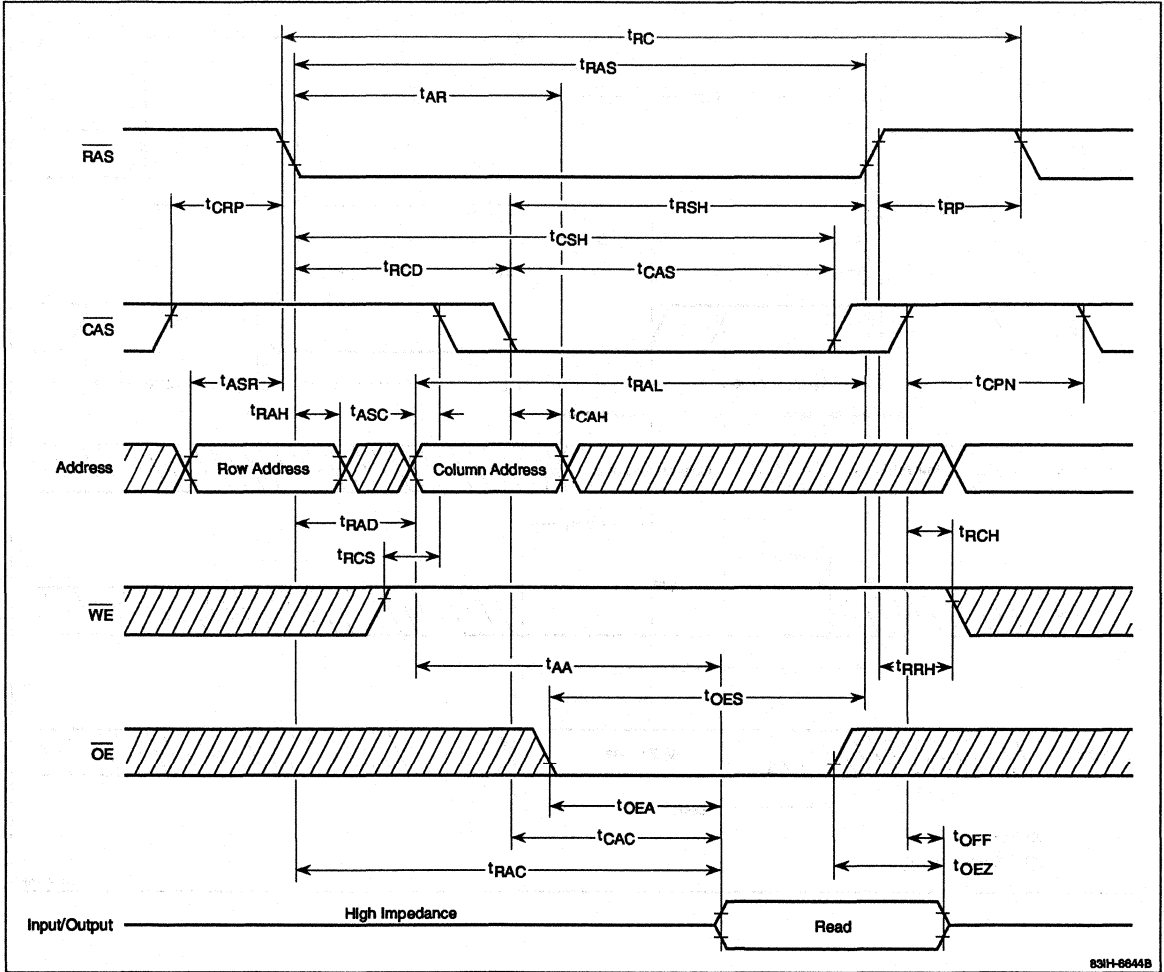 tRC
tRAS
tAR
RAS
tCRP
tRSH
tRP
tCSH
tRCD
tCAS
CAS
tASR
tRAL
tCPN
tRAH
tASC
tCAH
Address
Row Address
Column Address
tRAD
tRCH
tRCS
WE
tAA
tRRH
tOES
OE
tOEA
tCAC
tOFF
tRAC
tOEZ
Input/Output
High Impedance
Read
83IH-6644B